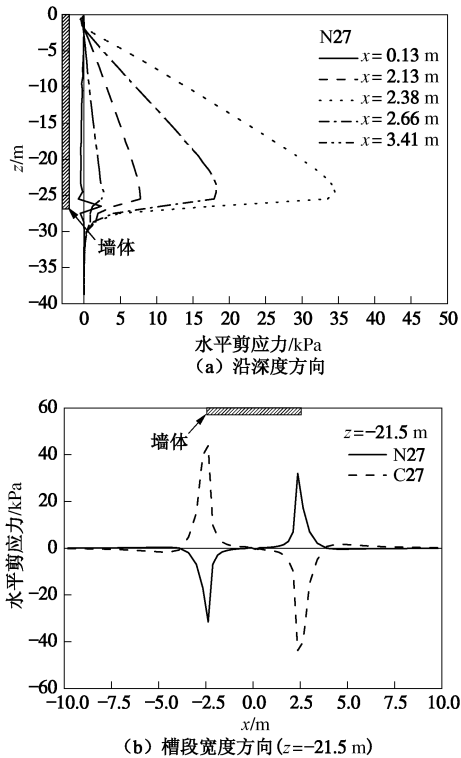 0
−5
−10
−15
−20
−25
−30
−35
−40
z/m
N27
x=0.13 m
x=2.13 m
x=2.38 m
x=2.66 m
x=3.41 m
墙体
0 5 10 15 20 25 30 35 40 45 50
水平剪应力/kPa
（a）沿深度方向
60
40
20
0
−20
−40
−60
水平剪应力/kPa
墙体
z=−21.5 m
N27
C27
−10.0 −7.5 −5.0 −2.5 0.0 2.5 5.0 7.5 10.0
x/m
（b）槽段宽度方向(z=−21.5 m)